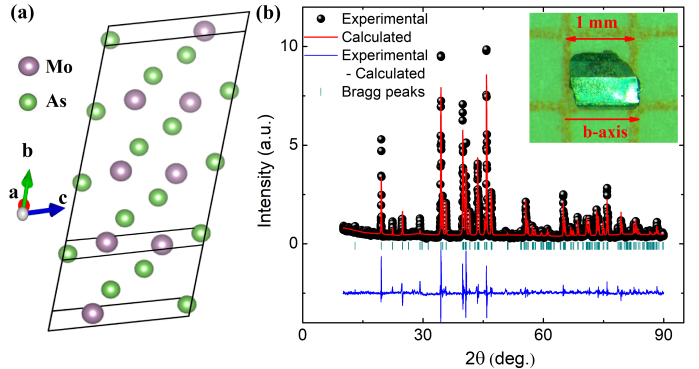 (a)
Mo
As
b
a
c
(b)
Experimental
Calculated
Experimental
- Calculated
Bragg peaks
1 mm
b-axis
Intensity (a.u.)
10
5
0
0
30
60
90
2θ (deg.)